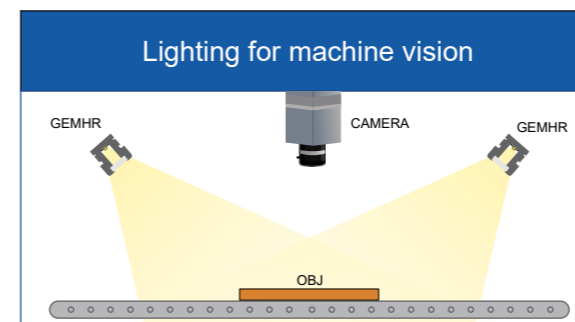 Lighting for machine vision
GEMHR
CAMERA
GEMHR
OBJ